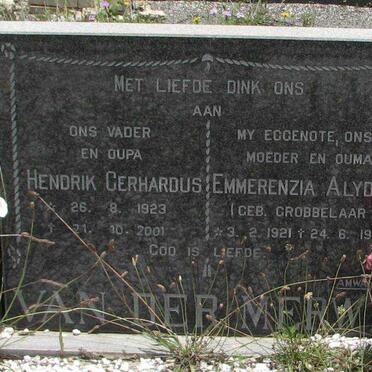 MET LIEFDE DINK ONS
AAN
ONS VADER
EN OUPA
HENDRIK GERHARDUS
26. 8. 1923
21. 10. 2001
MY EGGENOTE, ONS
MOEDER EN OUMA
EMMERENZIA ALYD
(GEB. GROBBELAAR
* 3. 2. 1921 † 24. 6. 19
GOD IS LIEFDE
AMW
VAN DER MERW